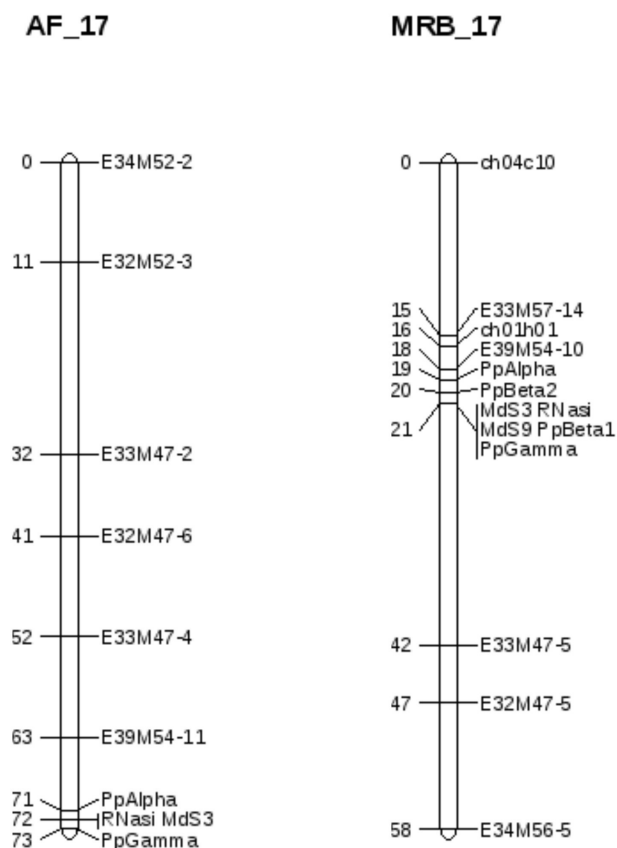 AF_17
0 E34M52-2
11 E32M52-3
32 E33M47-2
41 E32M47-6
52 E33M47-4
63 E39M54-11
71 PpAlpha
72 RNasi MdS3
73 PpGamma
MRB_17
0 ch04c10
15 E33M57-14
16 ch01h01
18 E39M54-10
19 PpAlpha
20 PpBeta2
MdS3 RNasi
21 MdS9 PpBeta1
PpGamma
42 E33M47-5
47 E32M47-5
58 E34M56-5